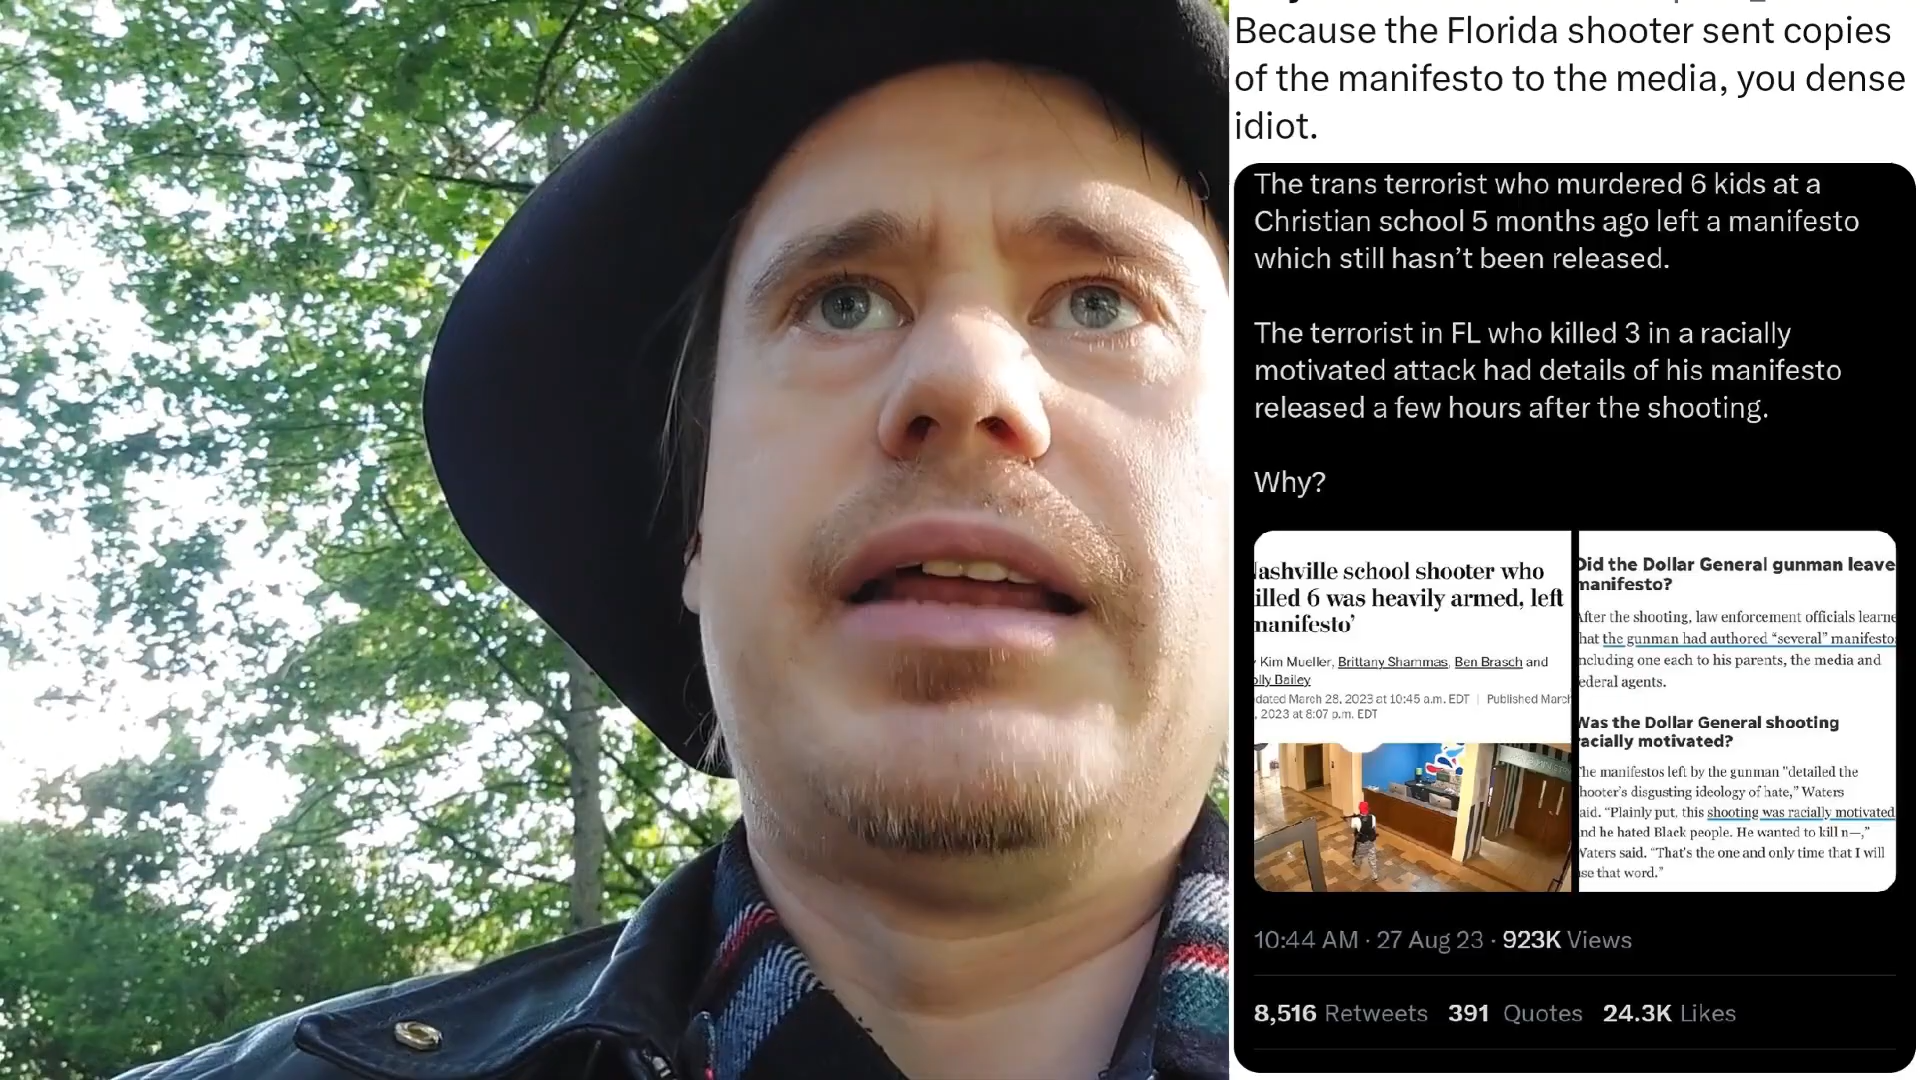 Because the Florida shooter sent copies
of the manifesto to the media, you dense
idiot.
The trans terrorist who murdered 6 kids at a
Christian school 5 months ago left a manifesto
which still hasn’t been released.
The terrorist in FL who killed 3 in a racially
motivated attack had details of his manifesto
released a few hours after the shooting.
Why?
ashville school shooter who
illed 6 was heavily armed, left
manifesto’
Kim Mueller, Brittany Shammas, Ben Brasch and
olly Bailey
dated March 28, 2023 at 10:45 a.m. EDT | Published March
, 2023 at 8:07 p.m. EDT
Did the Dollar General gunman leave
manifesto?
After the shooting, law enforcement officials learne
hat the gunman had authored “several” manifestos
ncluding one each to his parents, the media and
ederal agents.
Was the Dollar General shooting
racially motivated?
The manifestos left by the gunman "detailed the
hooter’s disgusting ideology of hate,” Waters
aid. “Plainly put, this shooting was racially motivated
nd he hated Black people. He wanted to kill n—,”
Waters said. “That’s the one and only time that I will
se that word.”
10:44 AM · 27 Aug 23 · 923K Views
8,516 Retweets 391 Quotes 24.3K Likes